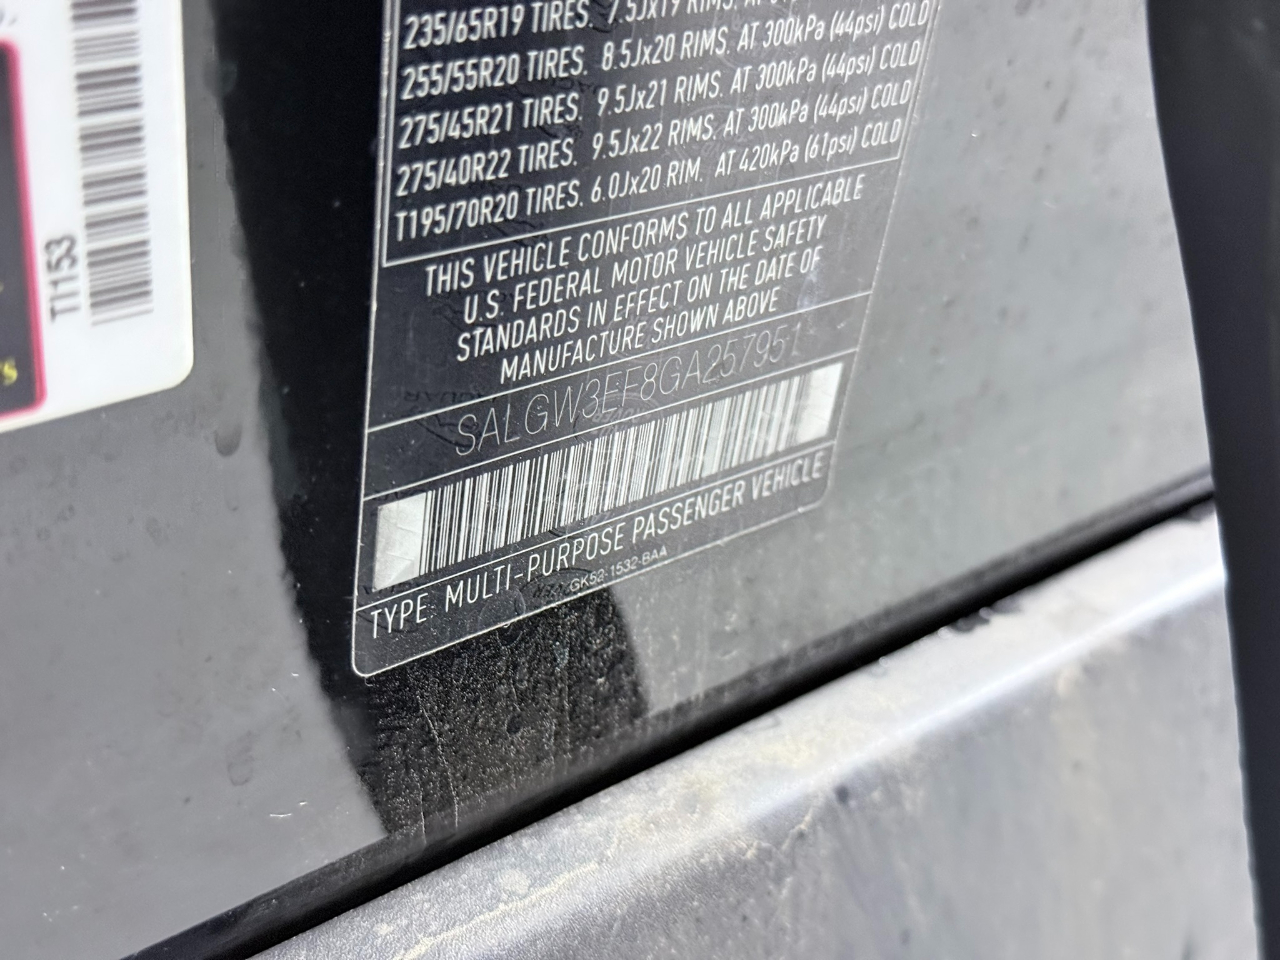 235/65R19 TIRES. 7.5Jx19 RIMS.
255/55R20 TIRES. 8.5Jx20 RIMS. AT 300kPa (44psi) COLD
275/45R21 TIRES. 9.5Jx21 RIMS. AT 300kPa (44psi) COLD
275/40R22 TIRES. 9.5Jx22 RIMS. AT 300kPa (44psi) COLD
T195/70R20 TIRES. 6.0Jx20 RIM. AT 420kPa (61psi) COLD
THIS VEHICLE CONFORMS TO ALL APPLICABLE
U.S. FEDERAL MOTOR VEHICLE SAFETY
STANDARDS IN EFFECT ON THE DATE OF
MANUFACTURE SHOWN ABOVE
SALGW3EF8GA257951
TYPE: MULTI-PURPOSE PASSENGER VEHICLE
GK52-1532-BAA
T1153